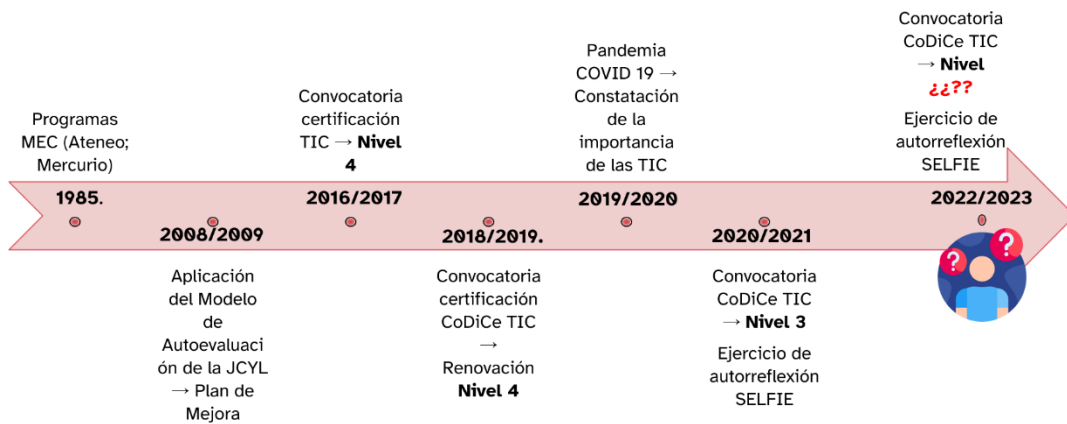 Programas
MEC (Ateneo;
Mercurio)
1985.
2008/2009
Aplicación
del Modelo
de
Autoevaluaci
ón de la JCYL
→ Plan de
Mejora
Convocatoria
certificación
TIC → Nivel
4
2016/2017
2018/2019.
Convocatoria
certificación
CoDiCe TIC
→
Renovación
Nivel 4
Pandemia
COVID 19 →
Constatación
de la
importancia
de las TIC
2019/2020
2020/2021
Convocatoria
CoDiCe TIC
→ Nivel 3
Ejercicio de
autorreflexión
SELFIE
Convocatoria
CoDiCe TIC
→ Nivel
¿¿??
Ejercicio de
autorreflexión
SELFIE
2022/2023
?
?